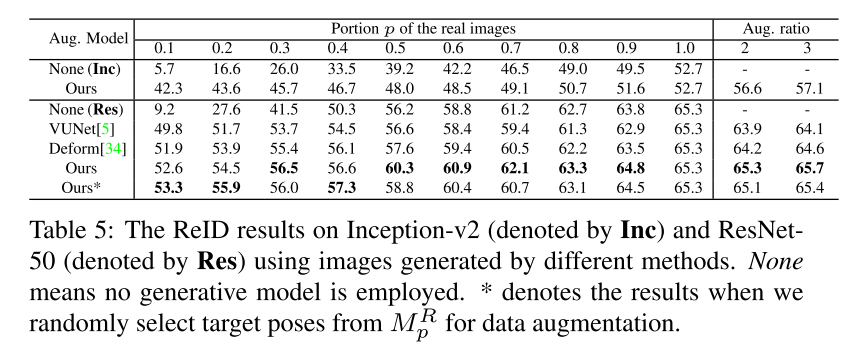 Aug. Model Portion p of the real images Aug. ratio
0.1 0.2 0.3 0.4 0.5 0.6 0.7 0.8 0.9 1.0 2 3
None (Inc) 5.7 16.6 26.0 33.5 39.2 42.2 46.5 49.0 49.5 52.7 - -
Ours 42.3 43.6 45.7 46.7 48.0 48.5 49.1 50.7 51.6 52.7 56.6 57.1
None (Res) 9.2 27.6 41.5 50.3 56.2 58.8 61.2 62.7 63.8 65.3 - -
VUNet[5] 49.8 51.7 53.7 54.5 56.6 58.4 59.4 61.3 62.9 65.3 63.9 64.1
Deform[34] 51.9 53.9 55.4 56.1 57.6 59.4 60.5 62.2 63.5 65.3 64.2 64.6
Ours 52.6 54.5 56.5 56.6 60.3 60.9 62.1 63.3 64.8 65.3 65.3 65.7
Ours* 53.3 55.9 56.0 57.3 58.8 60.4 60.7 63.1 64.5 65.3 65.1 65.4
Table 5: The ReID results on Inception-v2 (denoted by Inc) and ResNet-
50 (denoted by Res) using images generated by different methods. None
means no generative model is employed. * denotes the results when we
randomly select target poses from M_p^R for data augmentation.